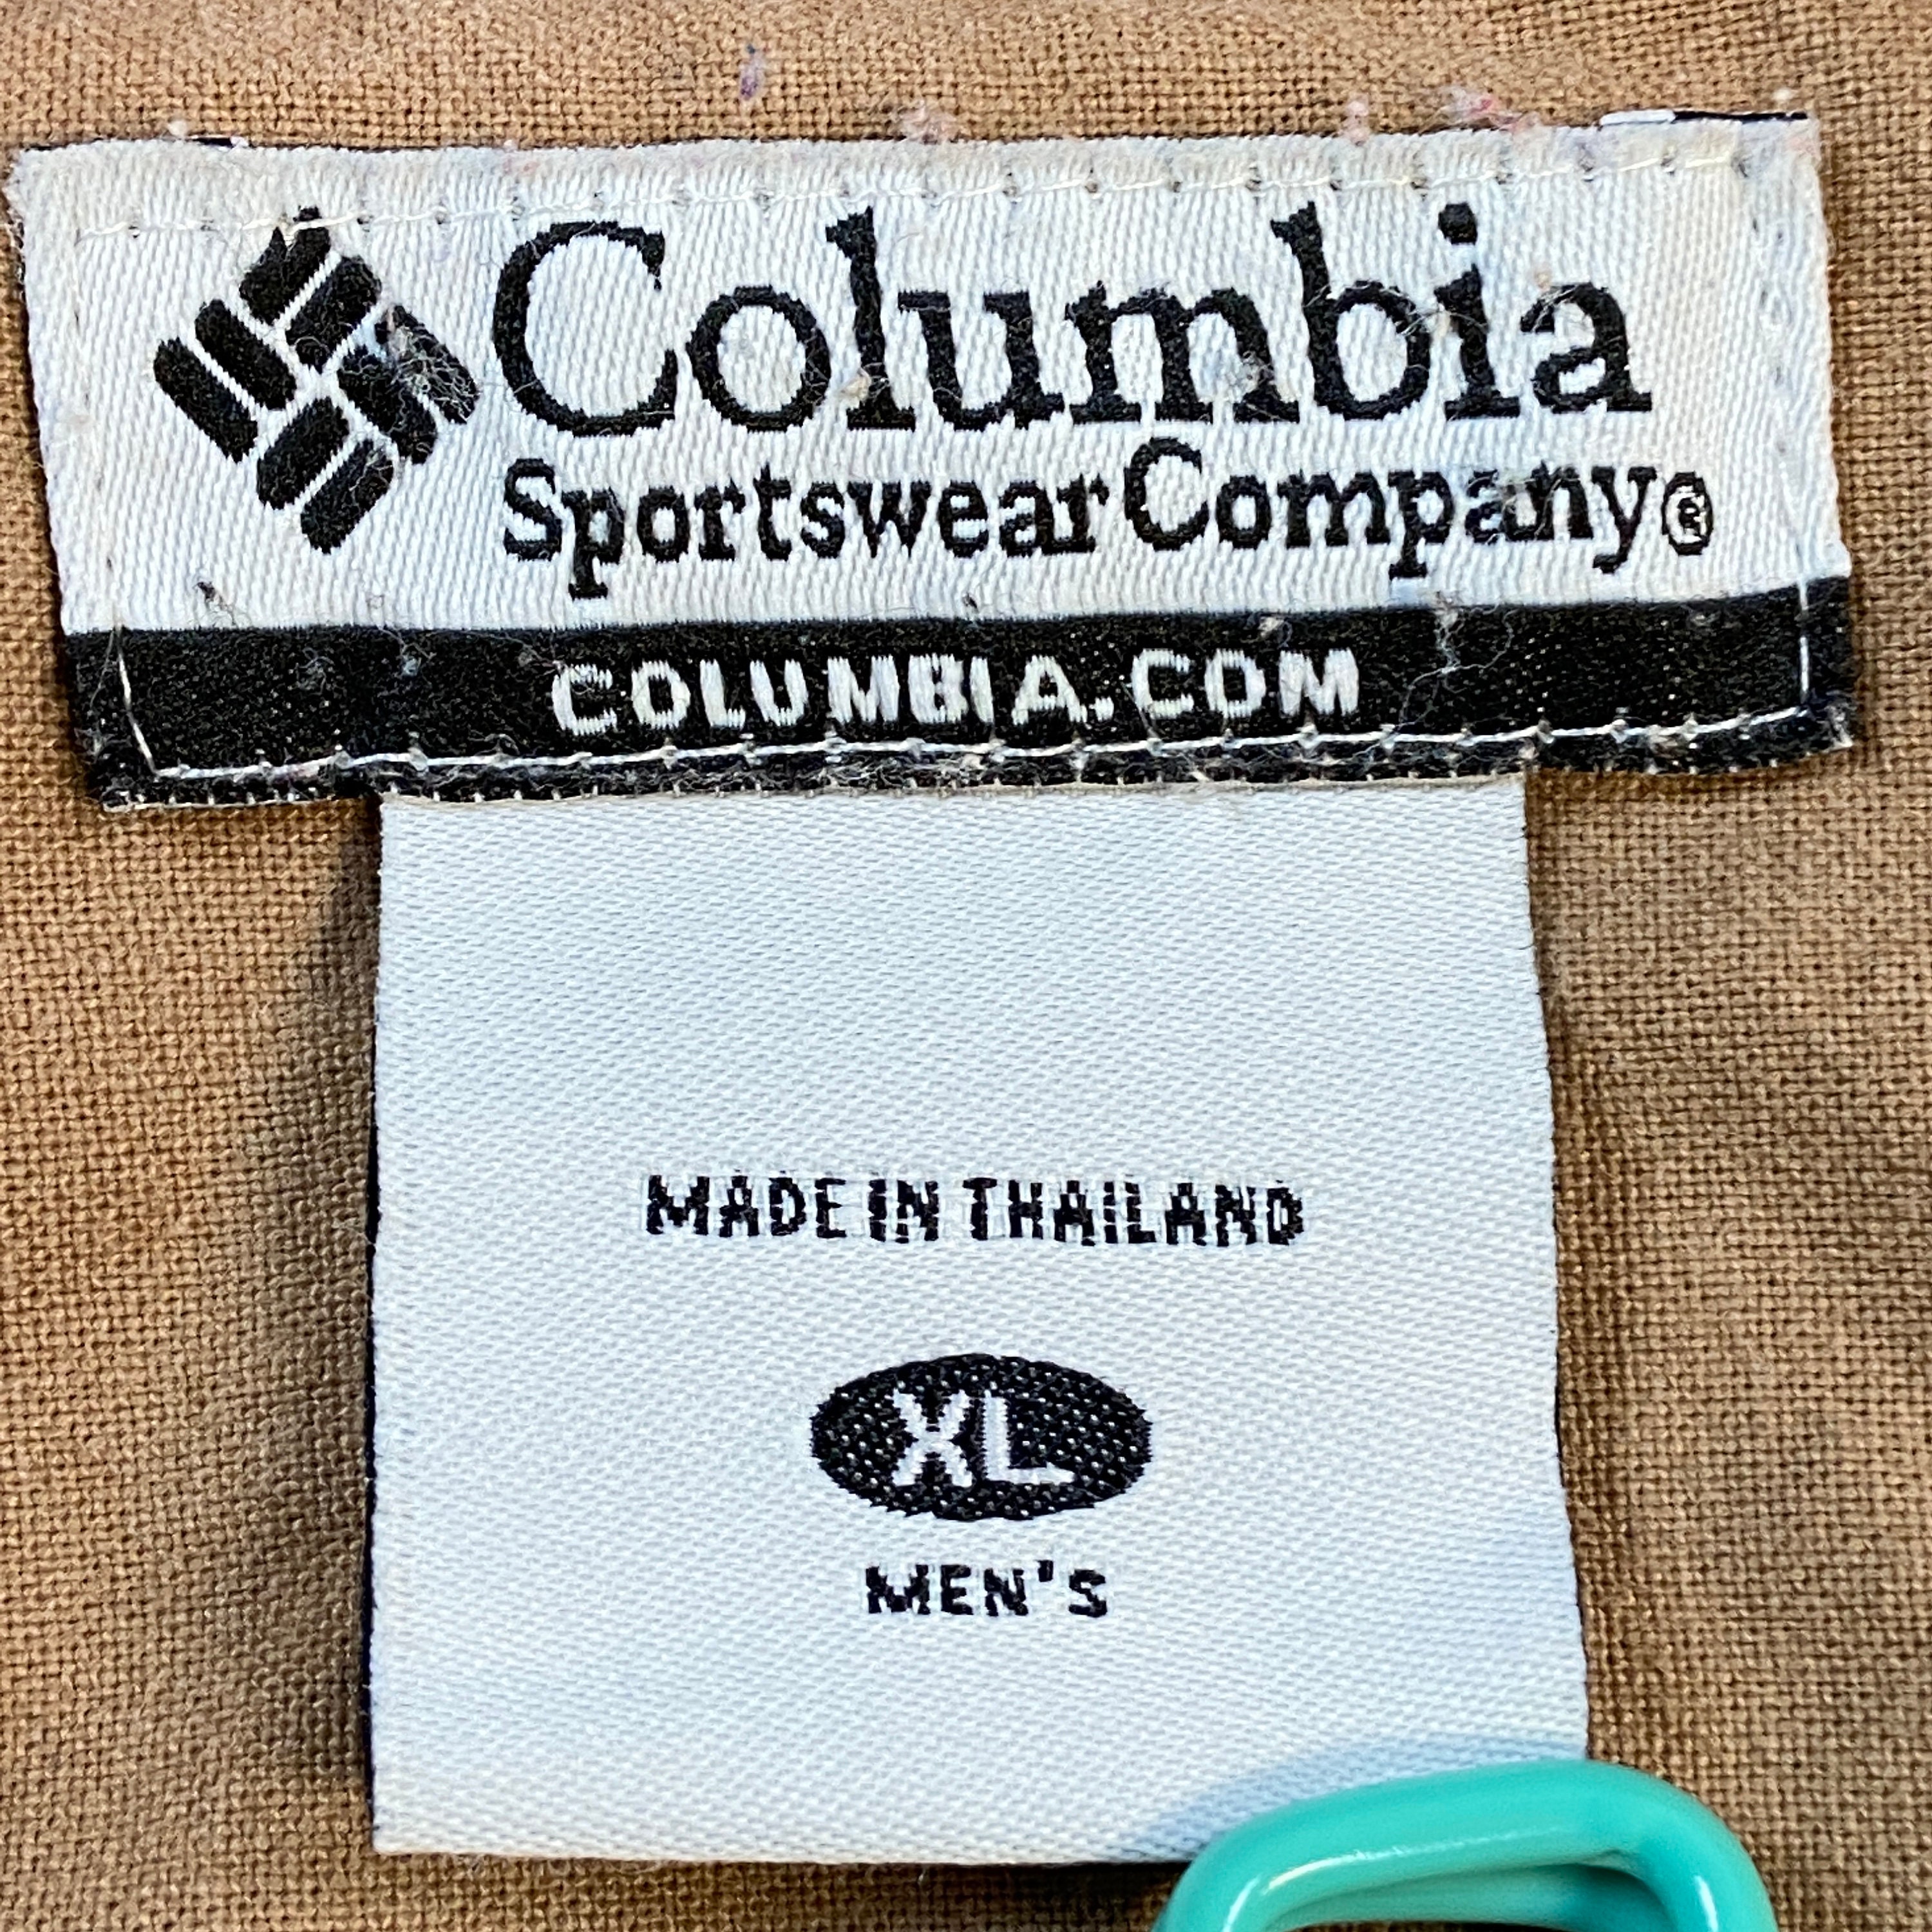 Columbia
Sportswear Company®
COLUMBIA.COM
MADE IN THAILAND
XL
MEN'S